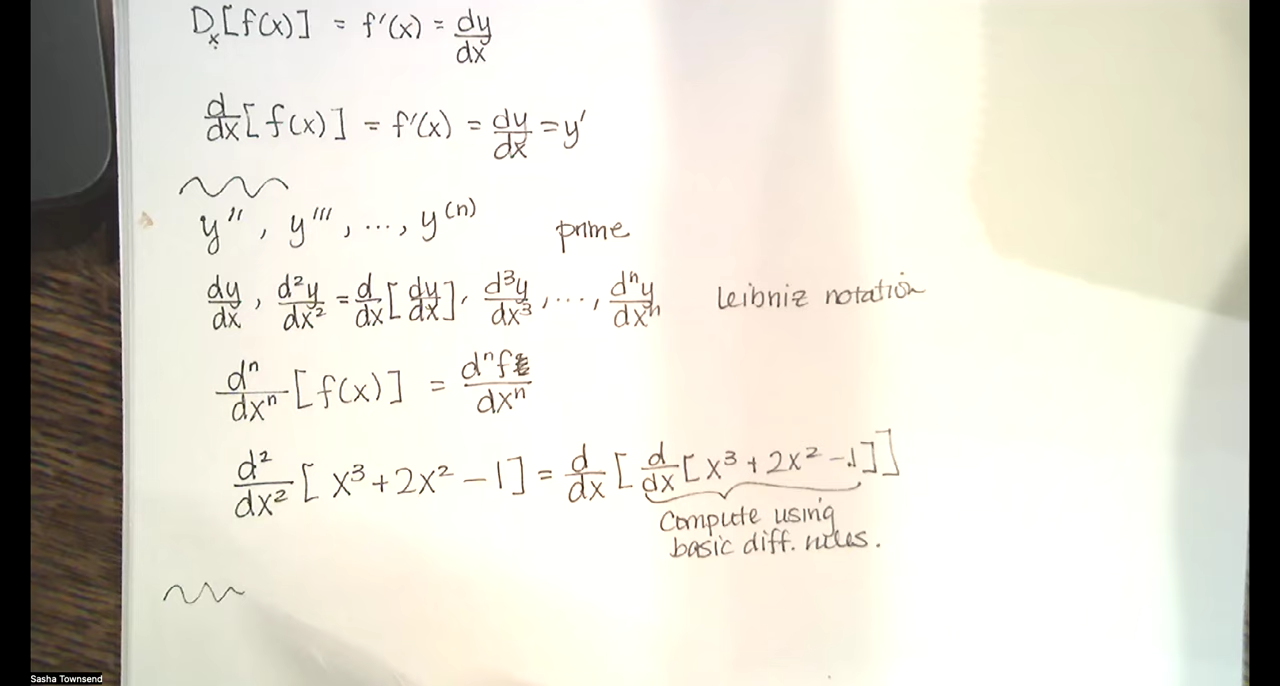 Dₓ[f(x)] = f'(x) = dy/dx
d/dx[f(x)] = f'(x) = dy/dx = y'
y'', y''', ..., y⁽ⁿ⁾ prime
dy/dx, d²y/dx² = d/dx[dy/dx], d³y/dx³, ..., dⁿy/dxⁿ Leibniz notation
dⁿ/dxⁿ [f(x)] = dⁿf/dxⁿ
d²/dx² [x³+2x²-1] = d/dx [d/dx [x³+2x²-1]]
Compute using
basic diff. rules.
Sasha Townsend